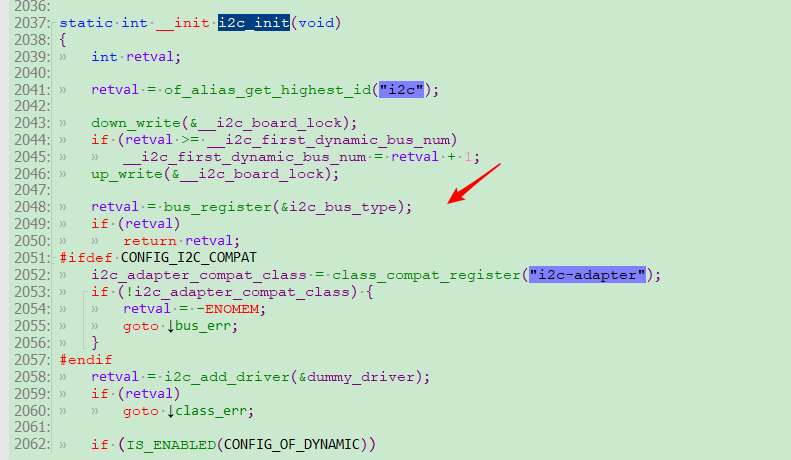 2036:
2037: static int __init i2c_init(void)
2038: {
2039: » int retval;
2040:
2041: » retval = of_alias_get_highest_id("i2c");
2042:
2043: » down_write(&__i2c_board_lock);
2044: » if (retval >= __i2c_first_dynamic_bus_num)
2045: » » __i2c_first_dynamic_bus_num = retval + 1;
2046: » up_write(&__i2c_board_lock);
2047:
2048: » retval = bus_register(&i2c_bus_type);
2049: » if (retval)
2050: » » return retval;
2051: #ifdef CONFIG_I2C_COMPAT
2052: » i2c_adapter_compat_class = class_compat_register("i2c-adapter");
2053: » if (!i2c_adapter_compat_class) {
2054: » » retval = -ENOMEM;
2055: » » goto ↓bus_err;
2056: » }
2057: #endif
2058: » retval = i2c_add_driver(&dummy_driver);
2059: » if (retval)
2060: » » goto ↓class_err;
2061:
2062: » if (IS_ENABLED(CONFIG_OF_DYNAMIC))